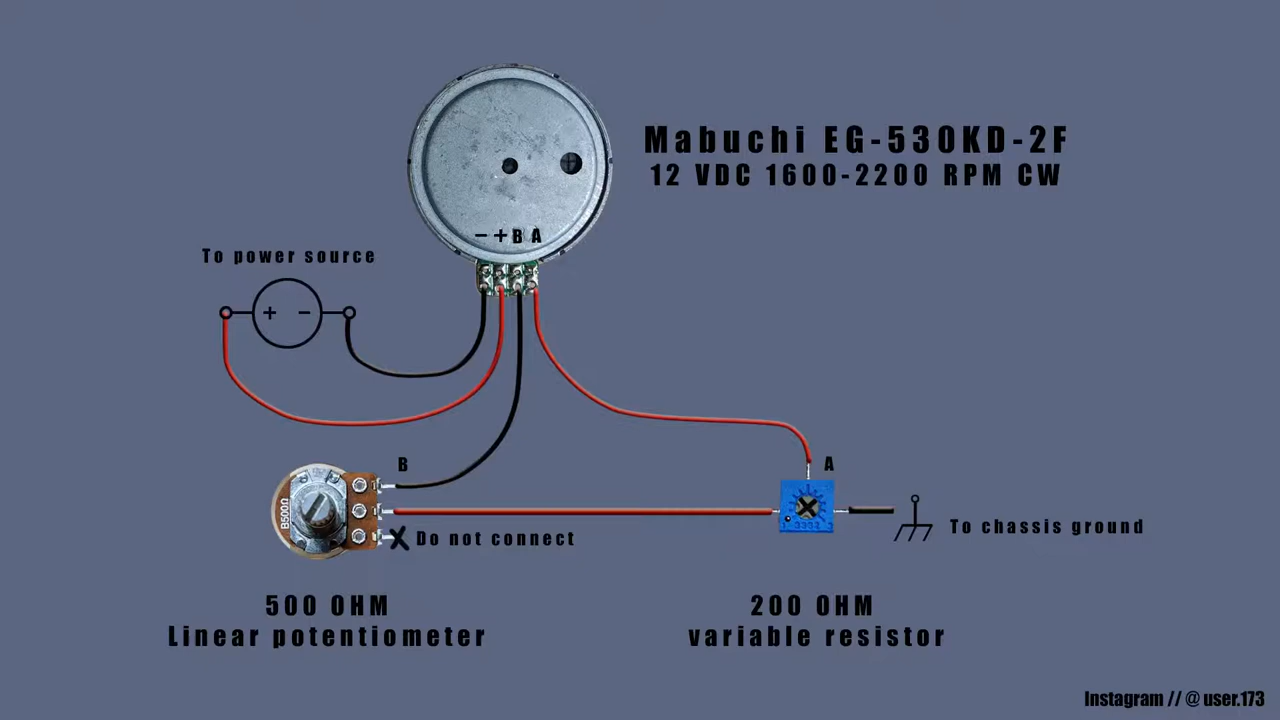 Mabuchi EG-530KD-2F
12 VDC 1600-2200 RPM CW
− + B A
To power source
+ −
B
A
B500Ω
Do not connect
To chassis ground
500 OHM
Linear potentiometer
200 OHM
variable resistor
Instagram // @ user.173